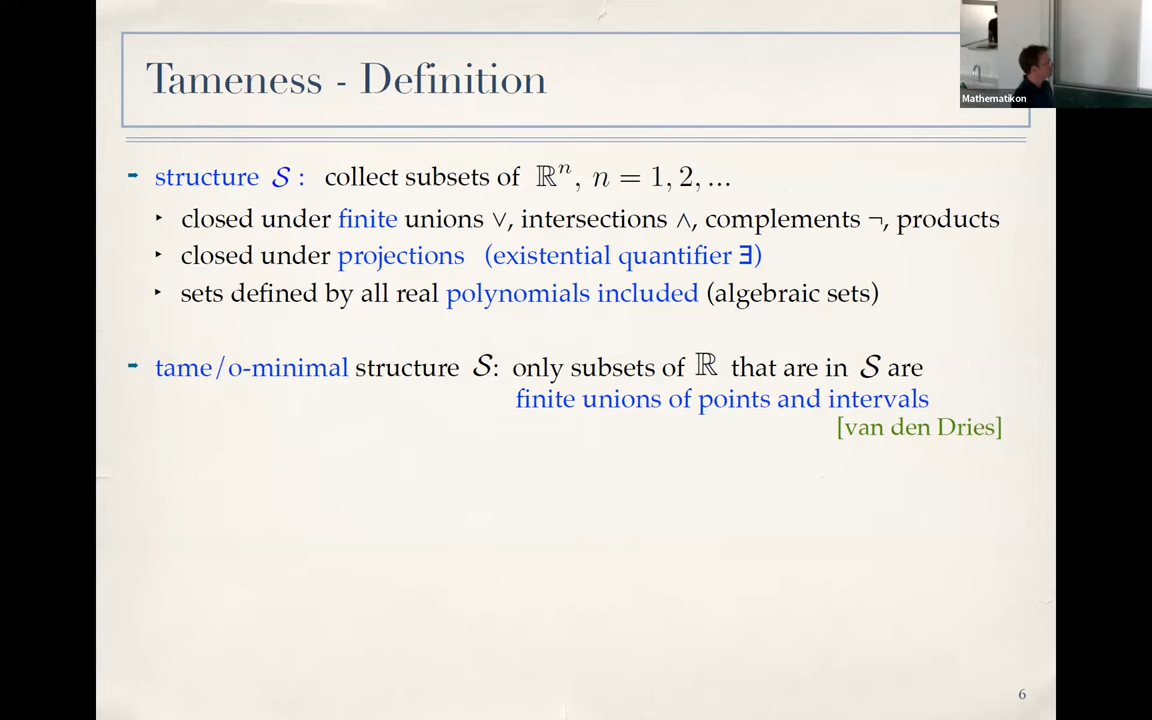 Tameness - Definition
Mathematikon
structure 𝒮 : collect subsets of ℝⁿ, n = 1, 2, ...
closed under finite unions ∨, intersections ∧, complements ¬, products
closed under projections (existential quantifier ∃)
sets defined by all real polynomials included (algebraic sets)
tame/o-minimal structure 𝒮: only subsets of ℝ that are in 𝒮 are
finite unions of points and intervals
[van den Dries]
6